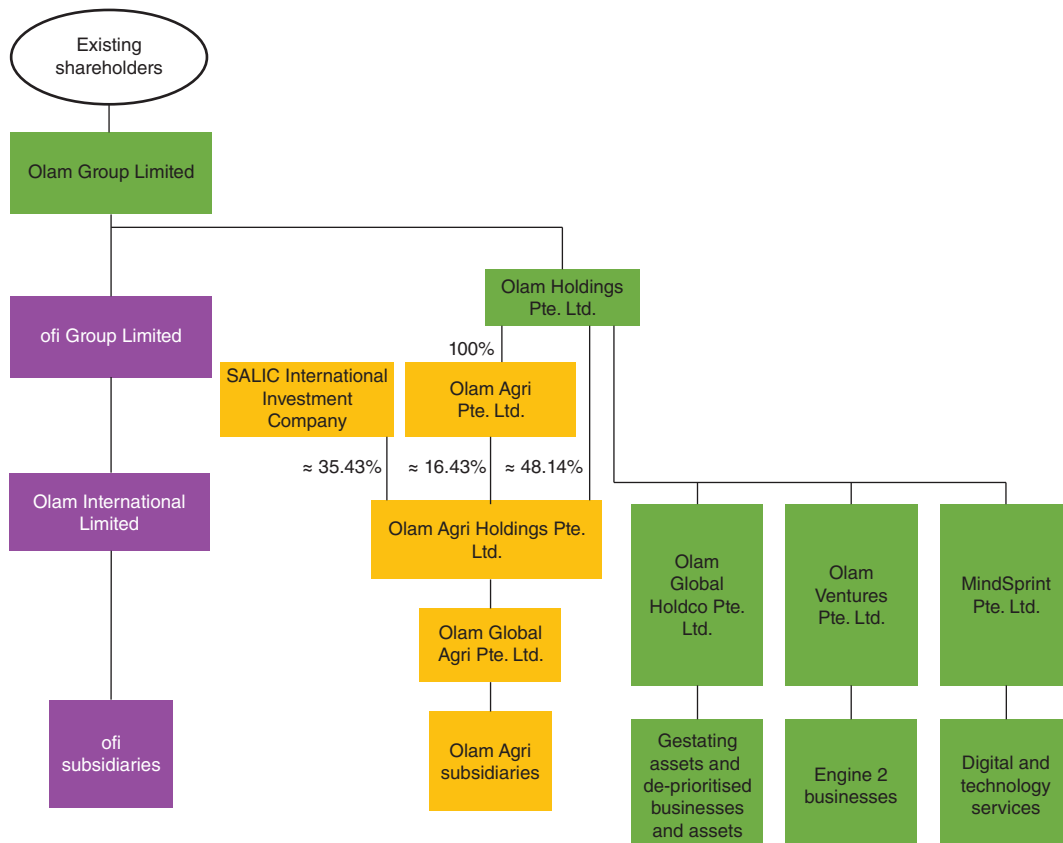 Existing
shareholders
Olam Group Limited
Olam Holdings
Pte. Ltd.
ofi Group Limited
100%
SALIC International
Investment
Company
Olam Agri
Pte. Ltd.
≈ 35.43%
≈ 16.43%
≈ 48.14%
Olam International
Limited
Olam Agri Holdings Pte.
Ltd.
Olam
Global
Holdco Pte.
Ltd.
Olam
Ventures
Pte. Ltd.
MindSprint
Pte. Ltd.
Olam Global
Agri Pte. Ltd.
ofi
subsidiaries
Olam Agri
subsidiaries
Gestating
assets and
de-prioritised
businesses
and assets
Engine 2
businesses
Digital and
technology
services